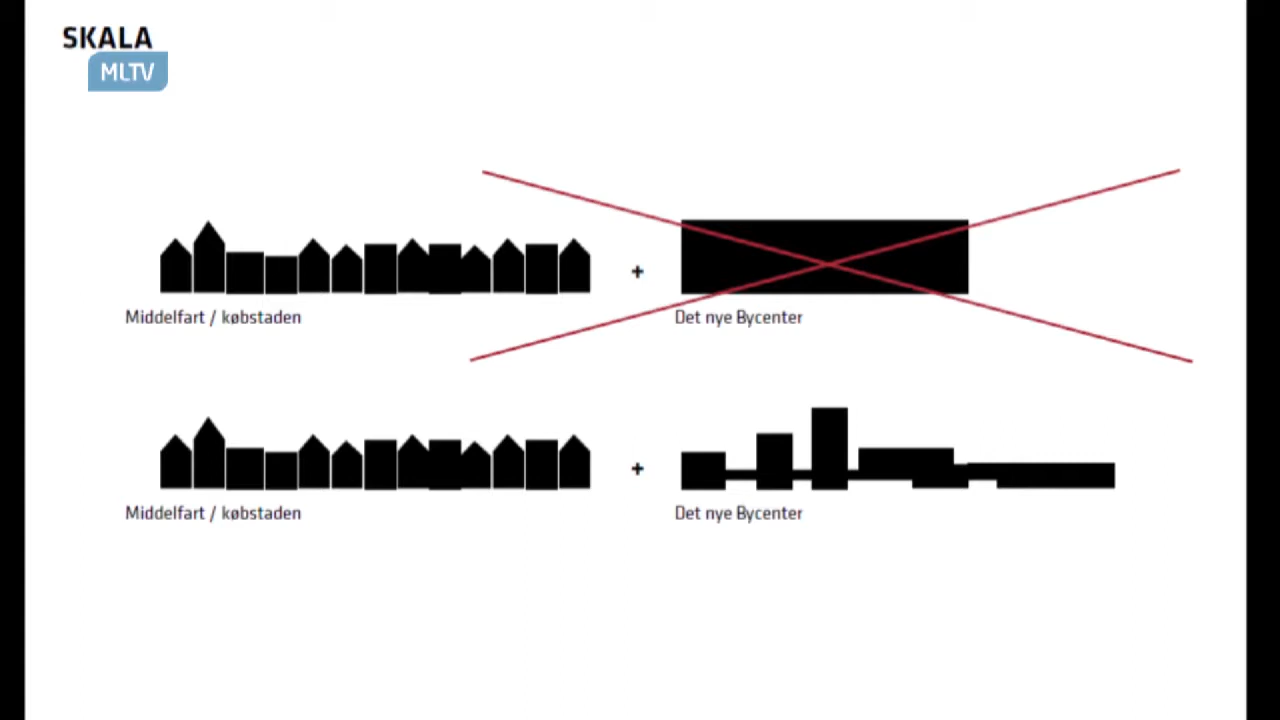 SKALA
MLTV
+
Middelfart / købstaden
Det nye Bycenter
+
Middelfart / købstaden
Det nye Bycenter